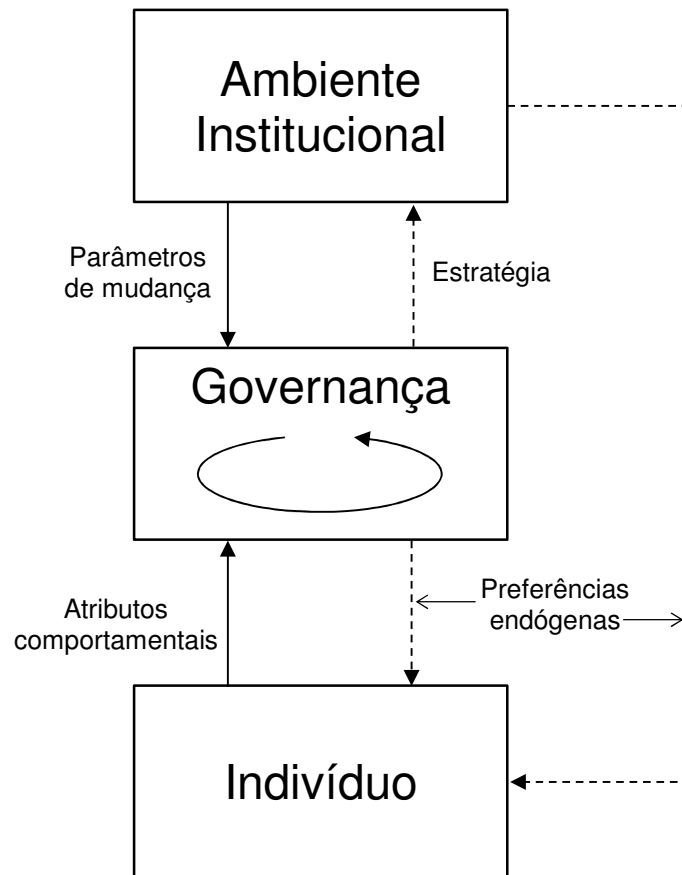 Ambiente
Institucional
Parâmetros
de mudança
Estratégia
Governança
Atributos
comportamentais
Preferências
endógenas
Indivíduo